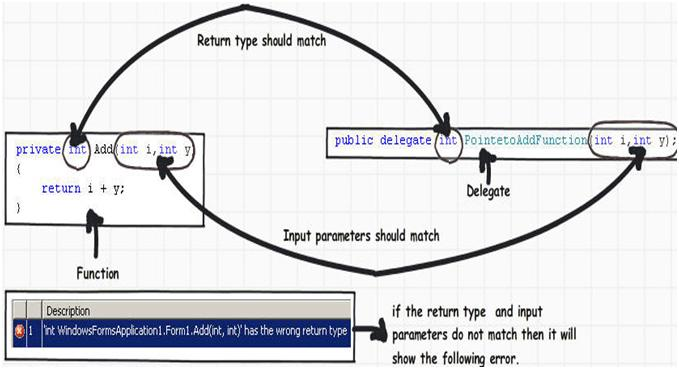 Return type should match
private int Add(int i,int y)
{
return i + y;
}
public delegate int PointetoAddFunction(int i,int y);
Delegate
Input parameters should match
Function
Description
1 'int WindowsFormsApplication1.Form1.Add(int, int)' has the wrong return type
if the return type and input
parameters do not match then it will
show the following error.